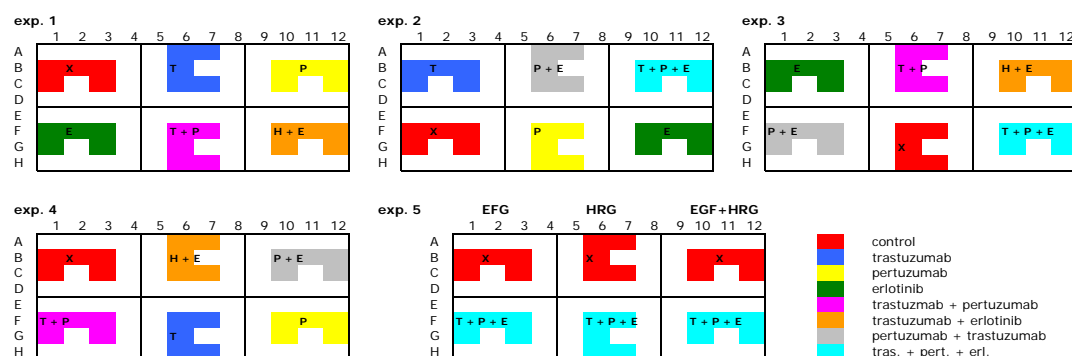 exp. 1
1 2 3 4 5 6 7 8 9 10 11 12
A
B X T P
C
D
E
F E T + P H + E
G
H
exp. 2
1 2 3 4 5 6 7 8 9 10 11 12
A
B T P + E T + P + E
C
D
E
F X P E
G
H
exp. 3
1 2 3 4 5 6 7 8 9 10 11 12
A
B E T + P H + E
C
D
E
F P + E T + P + E
G X
H
exp. 4
1 2 3 4 5 6 7 8 9 10 11 12
A
B X H + E P + E
C
D
E
F T + P P
G T
H
exp. 5 EFG HRG EGF+HRG
1 2 3 4 5 6 7 8 9 10 11 12
A
B X X X
C
D
E
F T + P + E T + P + E T + P + E
G
H
control
trastuzumab
pertuzumab
erlotinib
trastuzmab + pertuzumab
trastuzumab + erlotinib
pertuzumab + trastuzumab
tras. + pert. + erl.